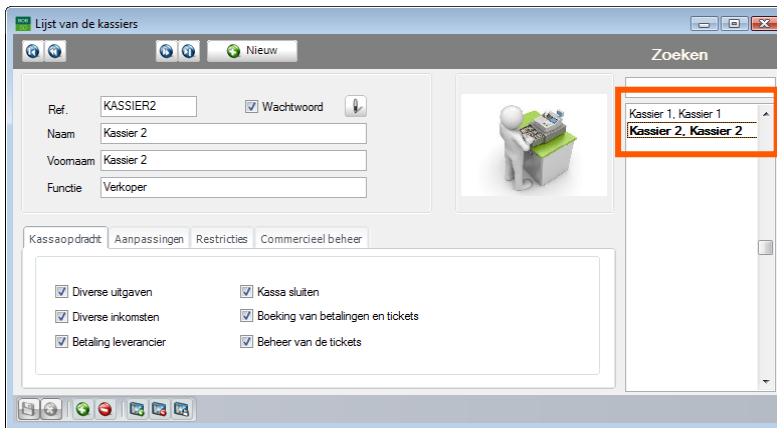 Lijst van de kassiers
Nieuw
Zoeken
Ref. KASSIER2 Wachtwoord
Naam Kassier 2
Voornaam Kassier 2
Functie Verkoper
Kassier 1, Kassier 1
Kassier 2, Kassier 2
Kassaopdracht Aanpassingen Restricties Commercieel beheer
Diverse uitgaven Kassa sluiten
Diverse inkomsten Boeking van betalingen en tickets
Betaling leverancier Beheer van de tickets